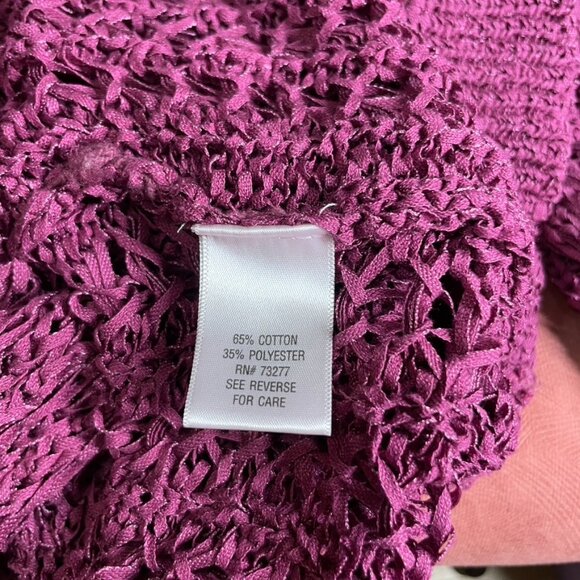 65% COTTON
35% POLYESTER
RN# 73277
SEE REVERSE
FOR CARE